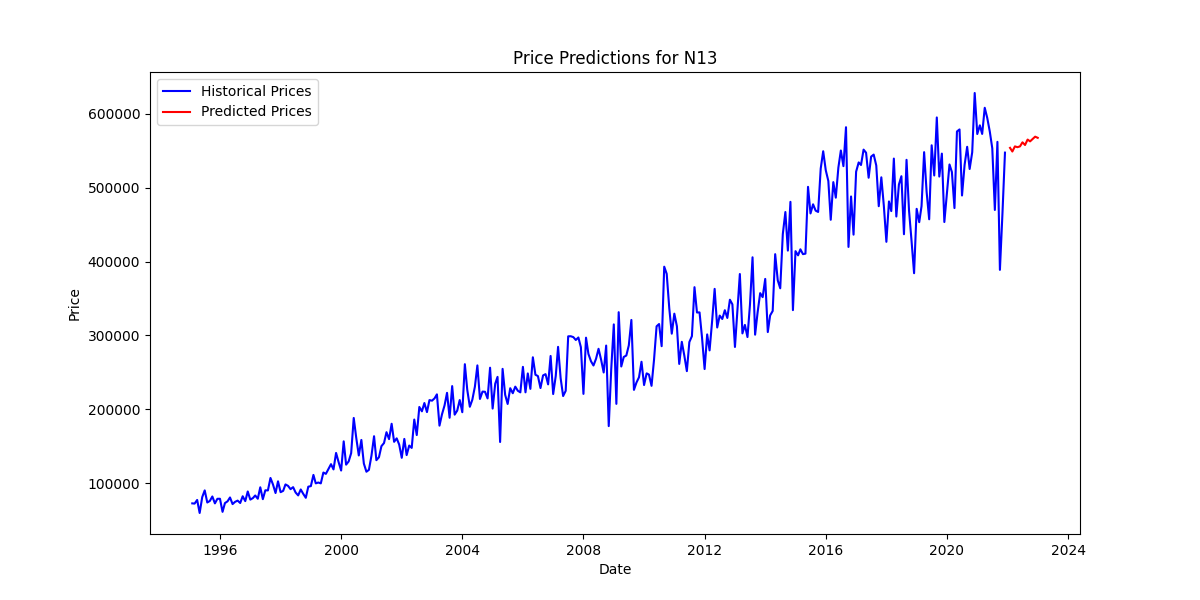 Price Predictions for N13
Historical Prices
Predicted Prices
600000
500000
400000
300000
200000
100000
Price
1996 2000 2004 2008 2012 2016 2020 2024
Date